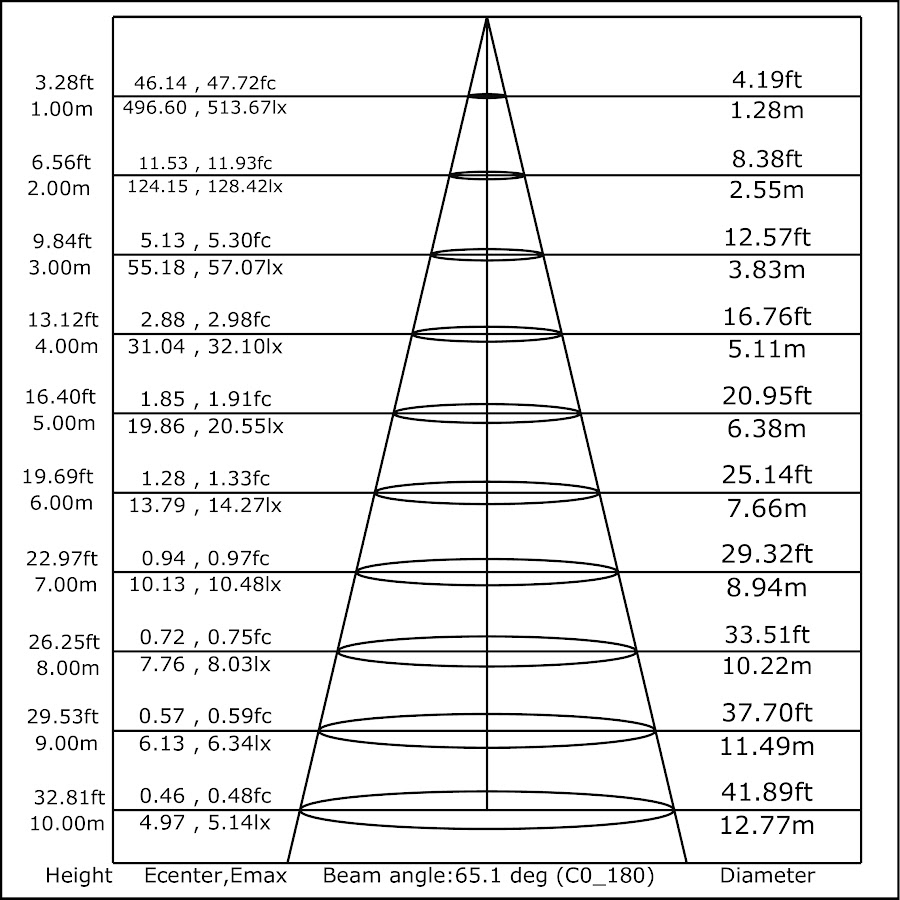 3.28ft 46.14 , 47.72fc 4.19ft
1.00m 496.60 , 513.67lx 1.28m
6.56ft 11.53 , 11.93fc 8.38ft
2.00m 124.15 , 128.42lx 2.55m
9.84ft 5.13 , 5.30fc 12.57ft
3.00m 55.18 , 57.07lx 3.83m
13.12ft 2.88 , 2.98fc 16.76ft
4.00m 31.04 , 32.10lx 5.11m
16.40ft 1.85 , 1.91fc 20.95ft
5.00m 19.86 , 20.55lx 6.38m
19.69ft 1.28 , 1.33fc 25.14ft
6.00m 13.79 , 14.27lx 7.66m
22.97ft 0.94 , 0.97fc 29.32ft
7.00m 10.13 , 10.48lx 8.94m
26.25ft 0.72 , 0.75fc 33.51ft
8.00m 7.76 , 8.03lx 10.22m
29.53ft 0.57 , 0.59fc 37.70ft
9.00m 6.13 , 6.34lx 11.49m
32.81ft 0.46 , 0.48fc 41.89ft
10.00m 4.97 , 5.14lx 12.77m
Height Ecenter,Emax Beam angle:65.1 deg (C0_180) Diameter